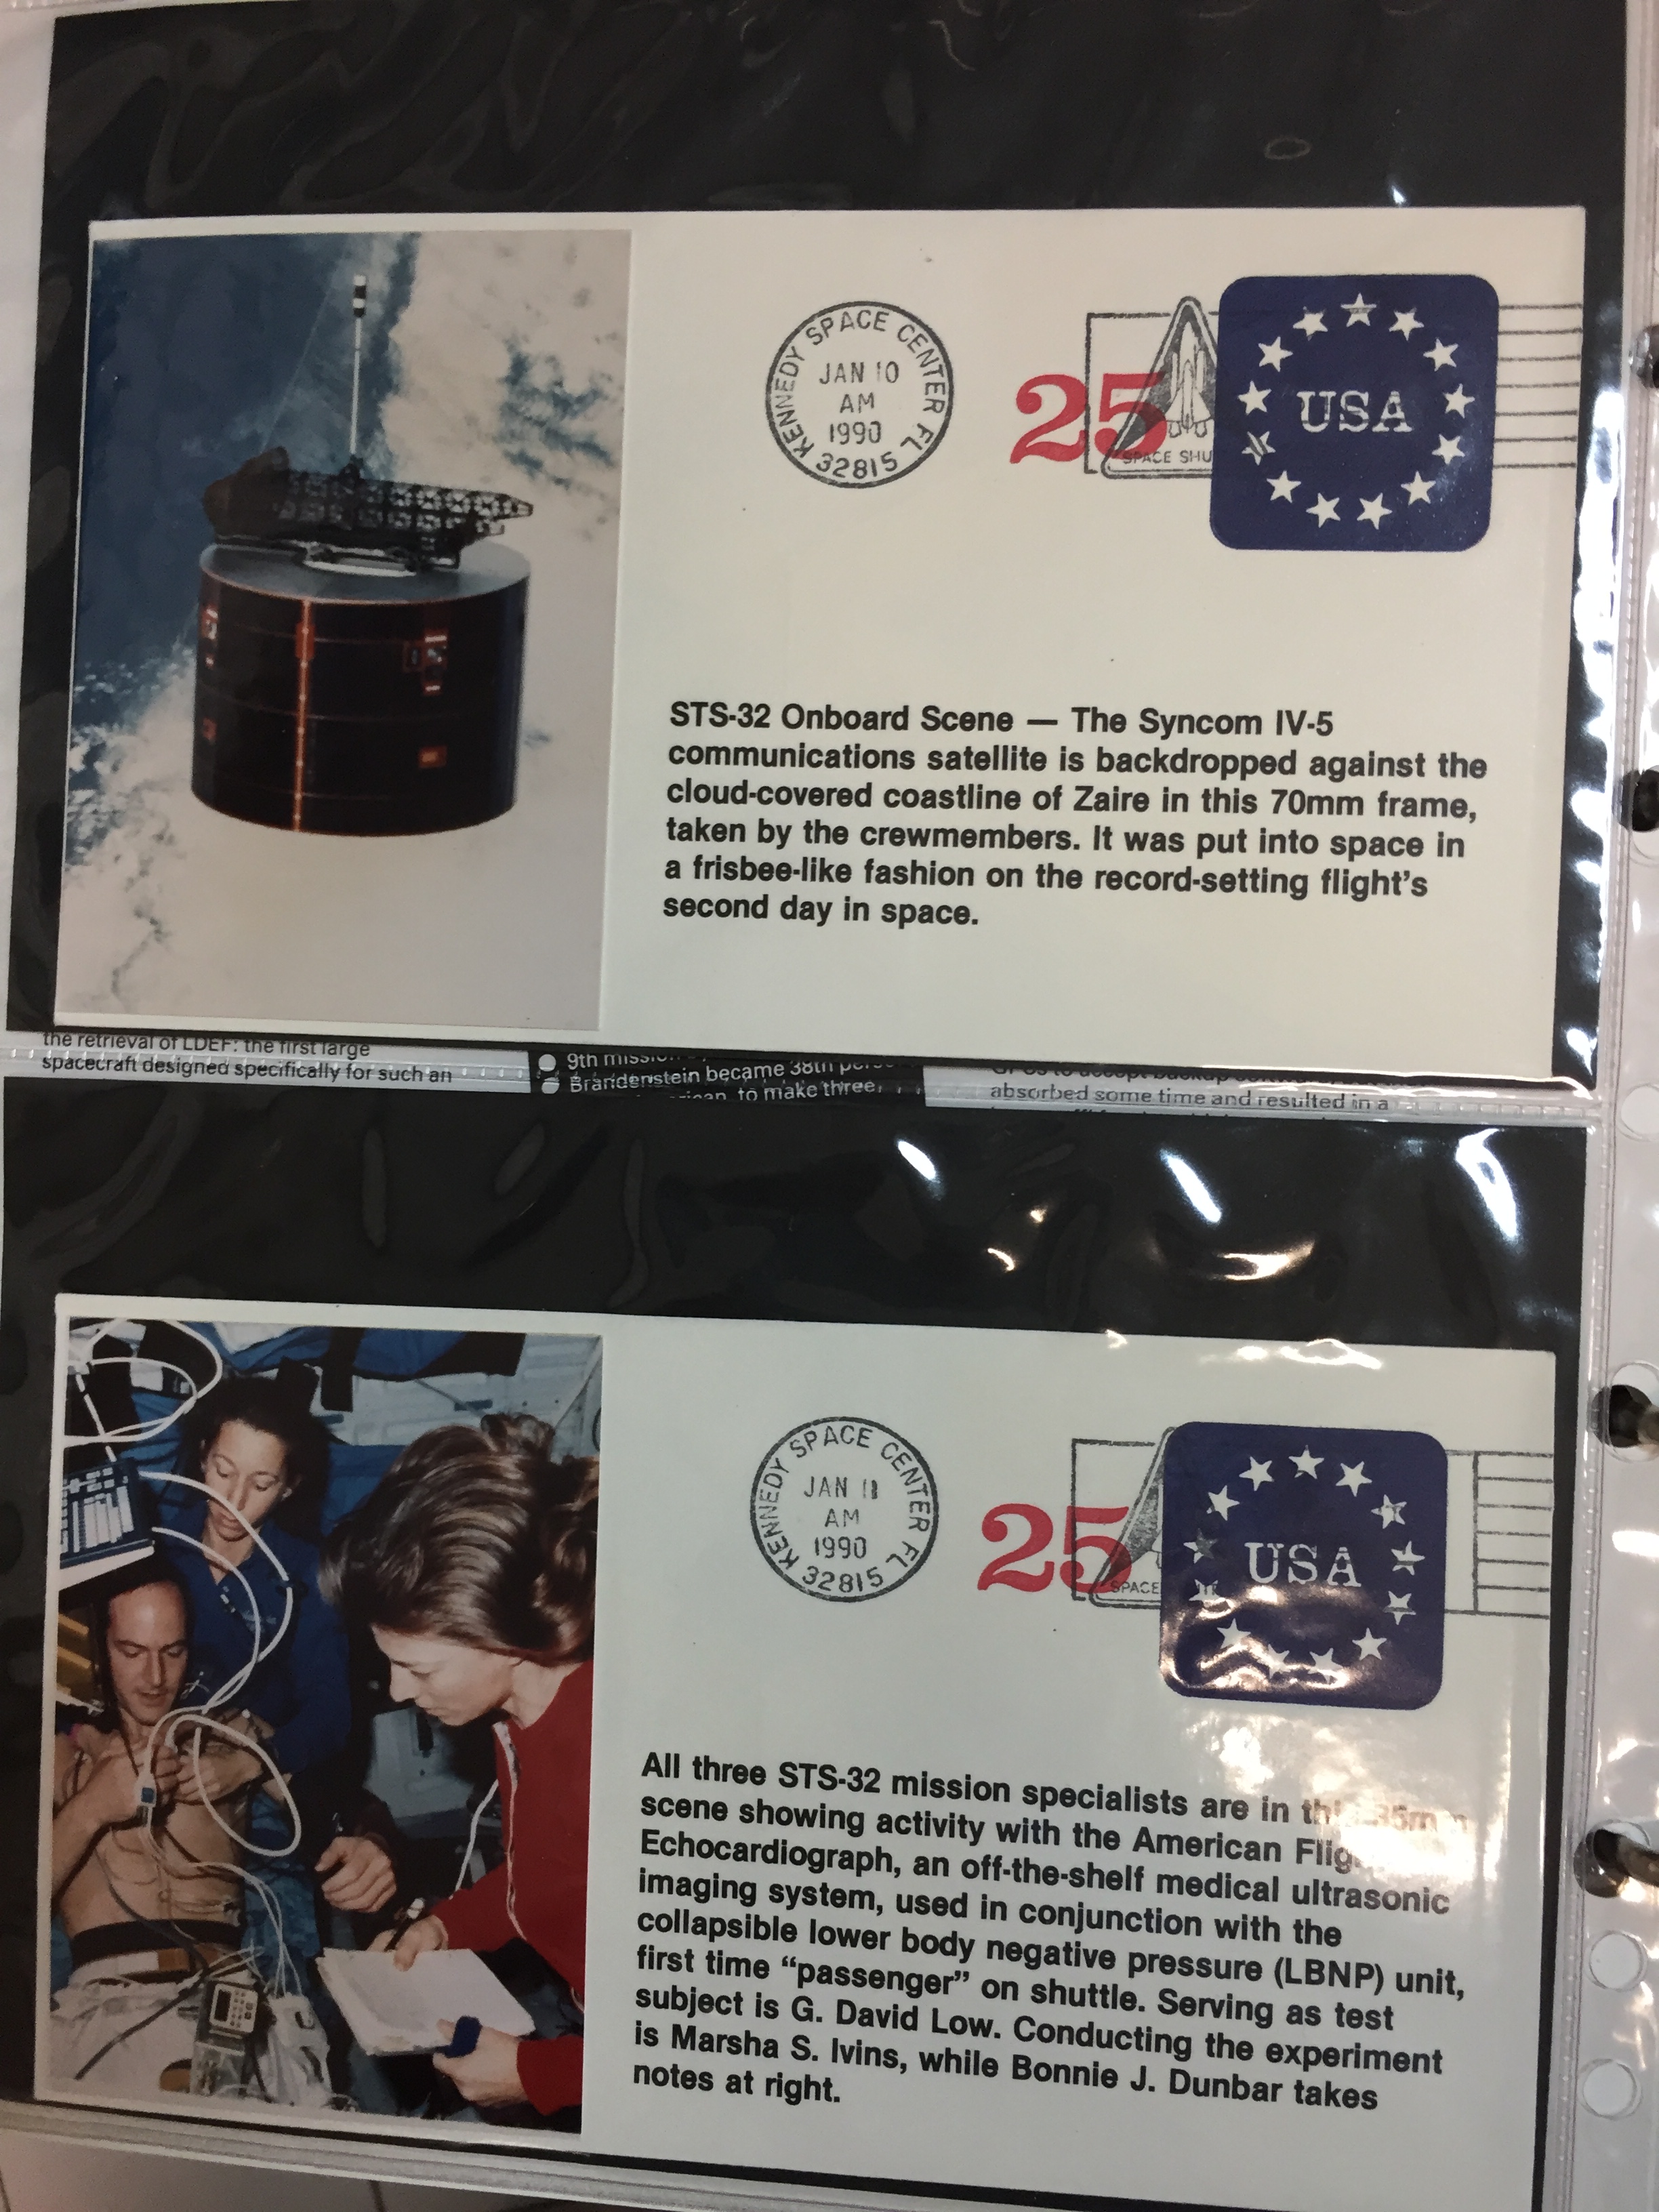 KENNEDY SPACE CENTER FL
JAN 10
AM
1990
32815
25
SPACE SHU
USA
STS-32 Onboard Scene — The Syncom IV-5
communications satellite is backdropped against the
cloud-covered coastline of Zaire in this 70mm frame,
taken by the crewmembers. It was put into space in
a frisbee-like fashion on the record-setting flight's
second day in space.
the retrieval of LDEF: the first large
spacecraft designed specifically for such an
9th
Brandenstein became 38th
to make three,
to accept backup
absorbed some time and resulted in a
KENNEDY SPACE CENTER FL
JAN 11
AM
1990
32815
25
SPACE
USA
All three STS-32 mission specialists are in
scene showing activity with the American
Echocardiograph, an off-the-shelf medical ultrasonic
imaging system, used in conjunction with the
collapsible lower body negative pressure (LBNP) unit,
first time “passenger” on shuttle. Serving as test
subject is G. David Low. Conducting the experiment
is Marsha S. Ivins, while Bonnie J. Dunbar takes
notes at right.